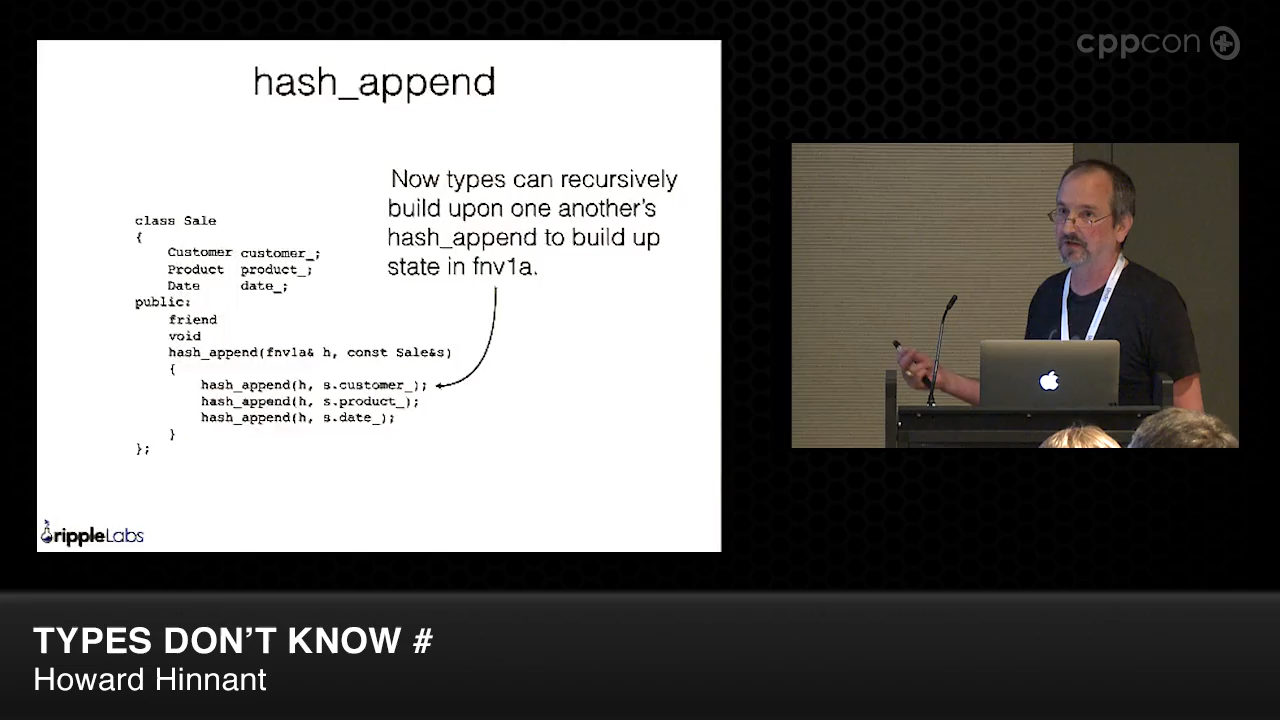 cppcon
hash_append
Now types can recursively
build upon one another's
hash_append to build up
state in fnv1a.
class Sale
{
    Customer customer_;
    Product  product_;
    Date     date_;
public:
    friend
    void
    hash_append(fnv1a& h, const Sale&s)
    {
        hash_append(h, s.customer_);
        hash_append(h, s.product_);
        hash_append(h, s.date_);
    }
};
rippleLabs
TYPES DON'T KNOW #
Howard Hinnant